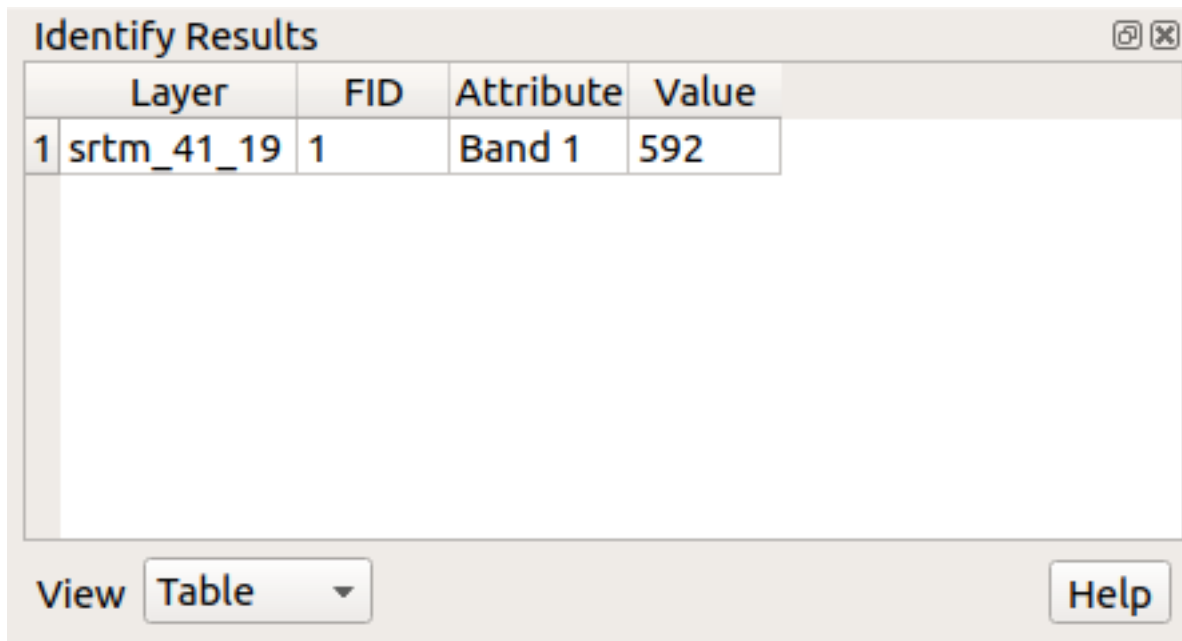 Identify Results
Layer FID Attribute Value
1 srtm_41_19 1 Band 1 592
View Table Help